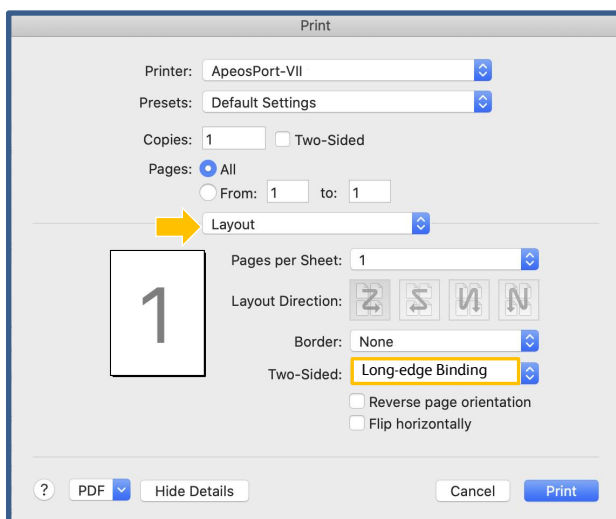 Print
Printer: ApeosPort-VII
Presets: Default Settings
Copies: 1 Two-Sided
Pages: All
From: 1 to: 1
Layout
1
Pages per Sheet: 1
Layout Direction:
Border: None
Two-Sided: Long-edge Binding
Reverse page orientation
Flip horizontally
? PDF Hide Details Cancel Print